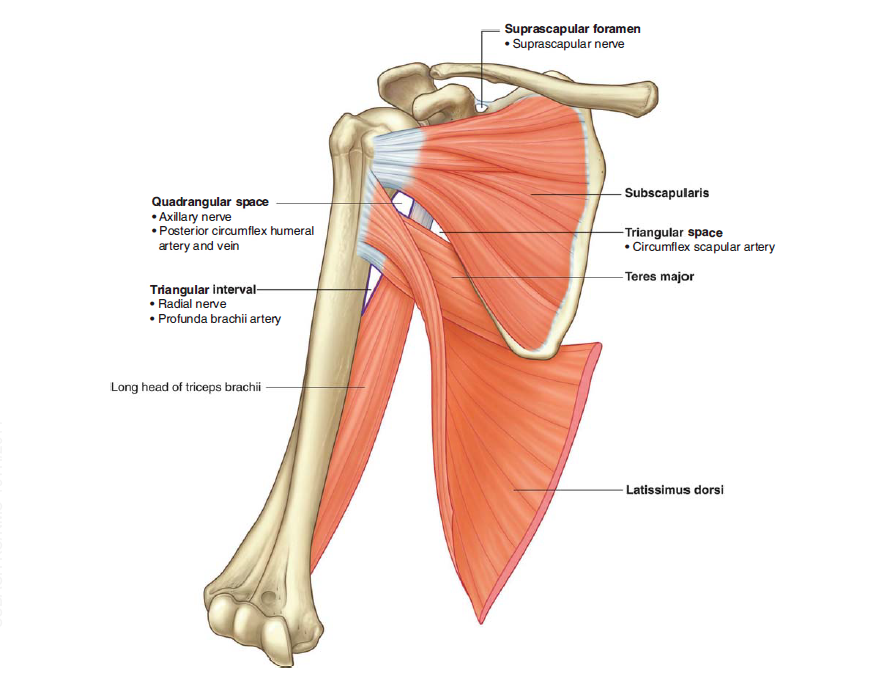 Suprascapular foramen
• Suprascapular nerve
Quadrangular space
• Axillary nerve
• Posterior circumflex humeral
artery and vein
Subscapularis
Triangular space
• Circumflex scapular artery
Teres major
Triangular interval
• Radial nerve
• Profunda brachii artery
Long head of triceps brachii
Latissimus dorsi